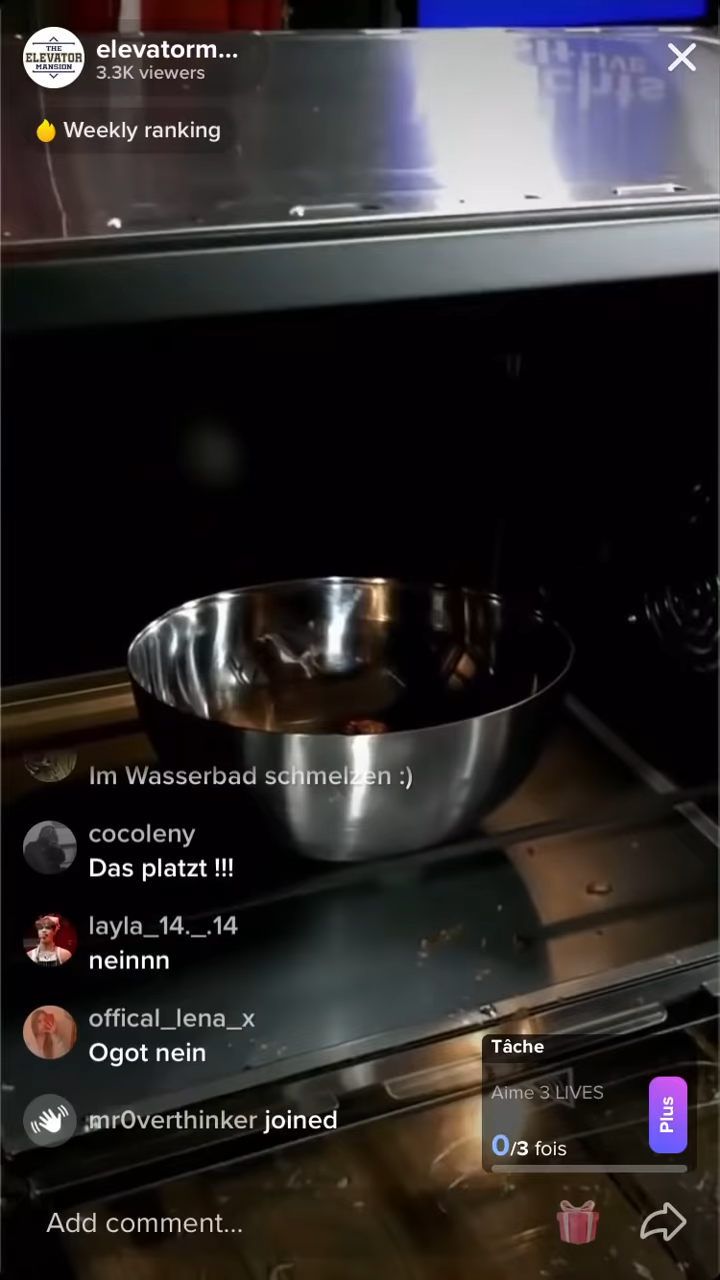 THE
ELEVATOR
MANSION
elevatorm...
3.3K viewers
Weekly ranking
LIVE
Im Wasserbad schmelzen :)
cocoleny
Das platzt !!!
layla_14._.14
neinnn
offical_lena_x
Ogot nein
mr0verthinker joined
Tâche
Aime 3 LIVES
0/3 fois
Plus
Add comment...